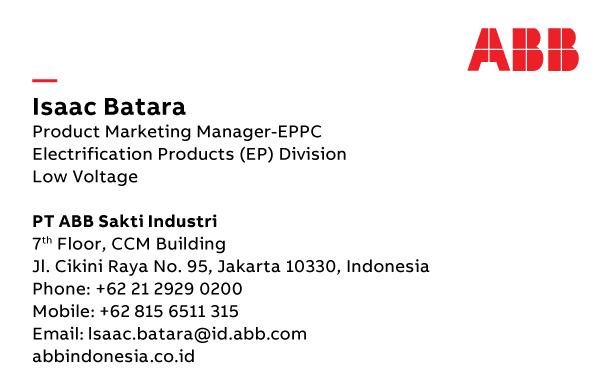 ABB
Isaac Batara
Product Marketing Manager-EPPC
Electrification Products (EP) Division
Low Voltage
PT ABB Sakti Industri
7th Floor, CCM Building
Jl. Cikini Raya No. 95, Jakarta 10330, Indonesia
Phone: +62 21 2929 0200
Mobile: +62 815 6511 315
Email: Isaac.batara@id.abb.com
abbindonesia.co.id